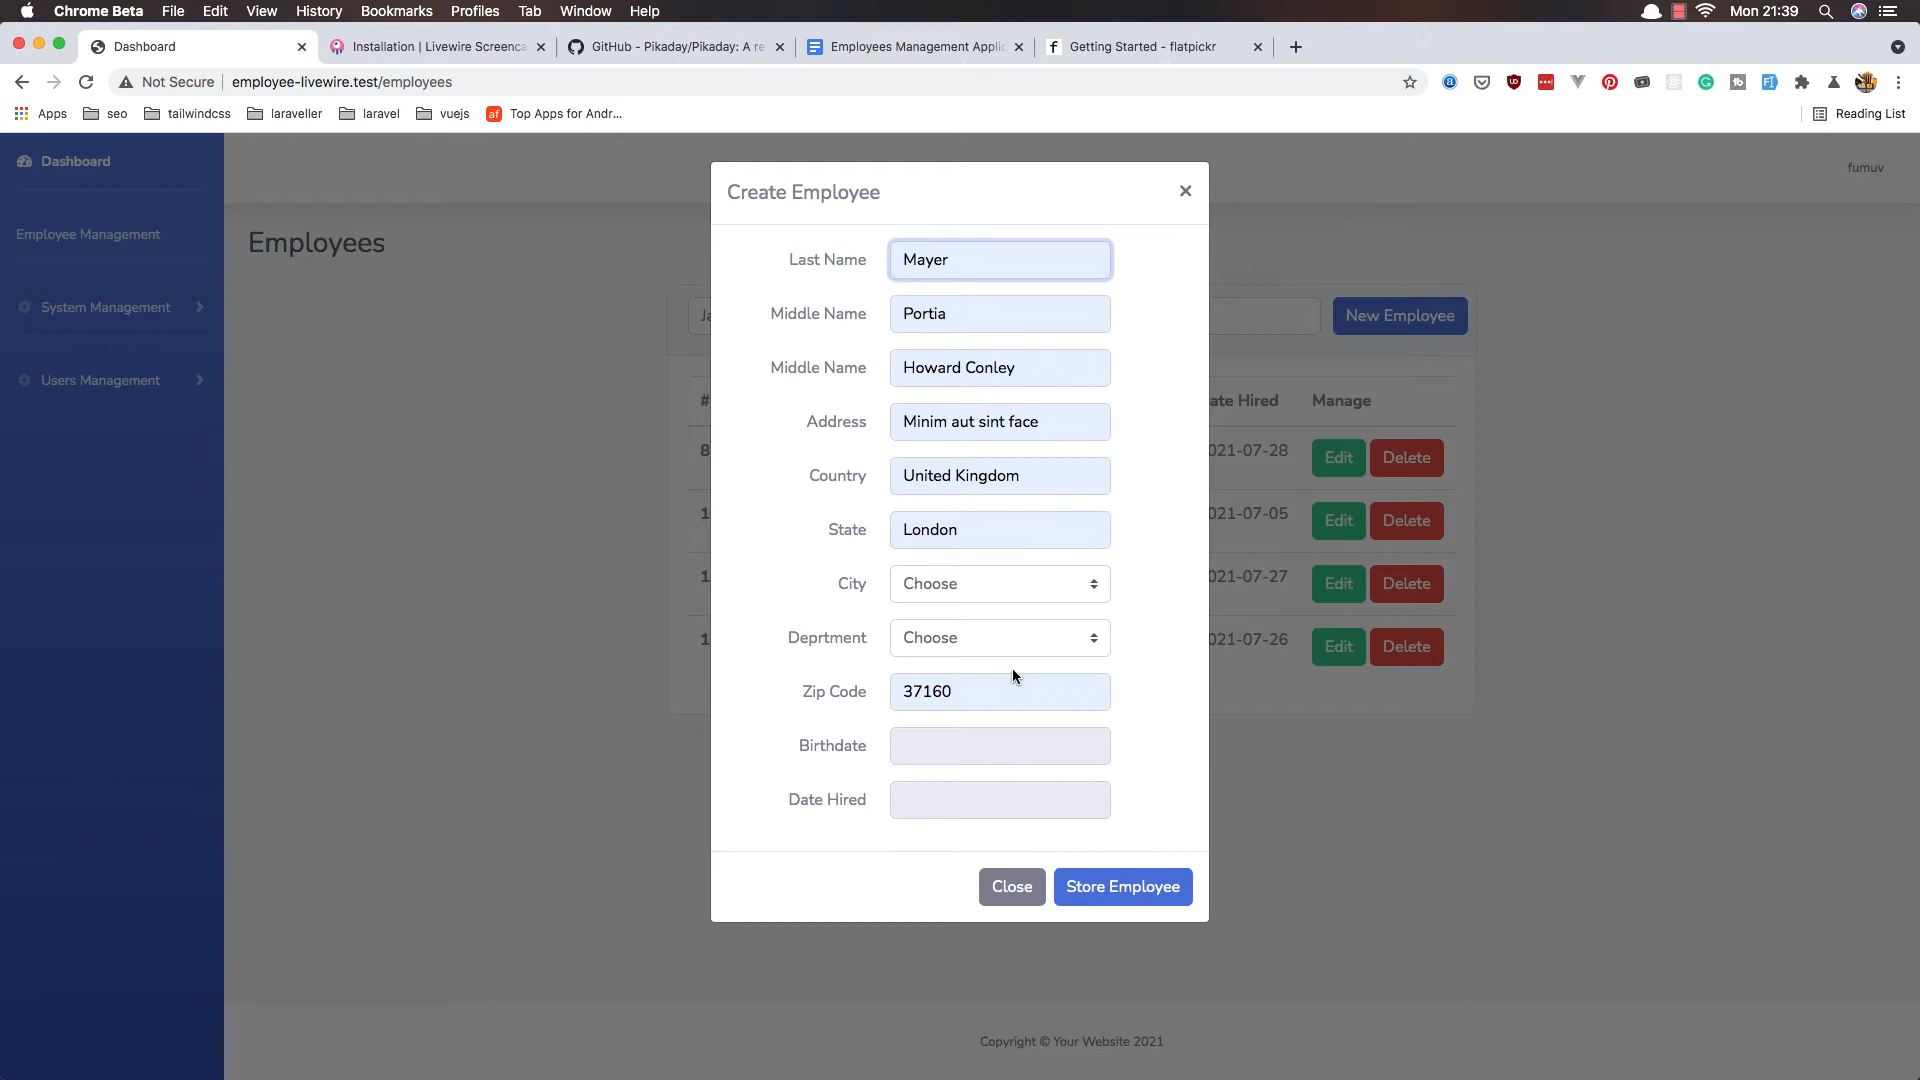 Chrome Beta File Edit View History Bookmarks Profiles Tab Window Help Mon 21:39
Dashboard Installation | Livewire Screenca GitHub - Pikaday/Pikaday: A re Employees Management Applic Getting Started - flatpickr
Not Secure employee-livewire.test/employees
Apps seo tailwindcss laraveller laravel vuejs af Top Apps for Andr... Reading List
Dashboard
fumuv
Create Employee
Employee Management
Employees
Last Name Mayer
System Management
Middle Name Portia
New Employee
Users Management
Middle Name Howard Conley
# ate Hired Manage
Address Minim aut sint face
8 021-07-28 Edit Delete
Country United Kingdom
1 021-07-05 Edit Delete
State London
City Choose
1 021-07-27 Edit Delete
Deprtment Choose
1 021-07-26 Edit Delete
Zip Code 37160
Birthdate
Date Hired
Close Store Employee
Copyright © Your Website 2021